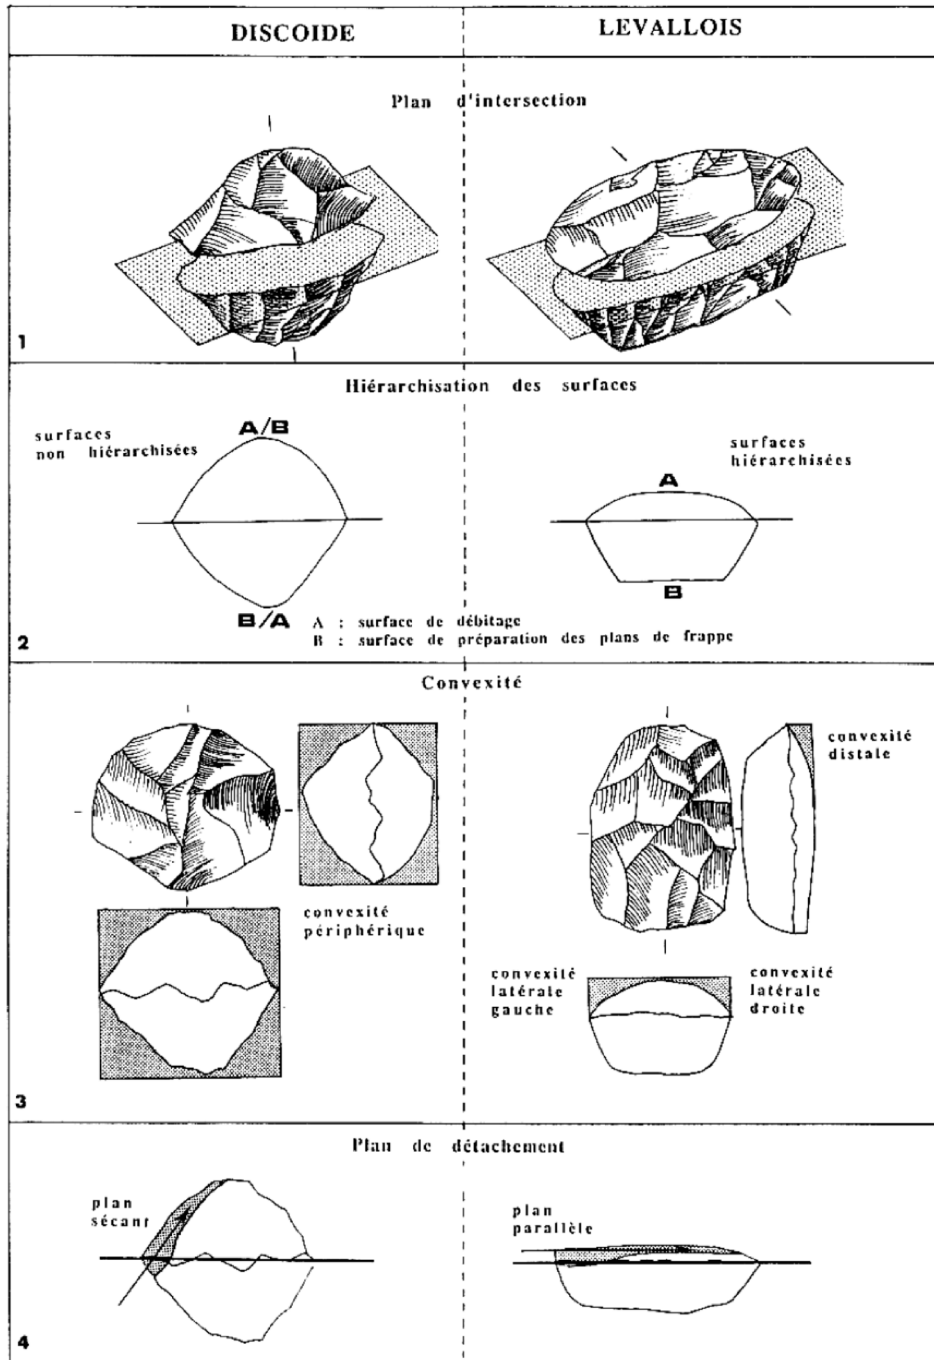 DISCOIDE
LEVALLOIS
Plan d'intersection
1
Hiérarchisation des surfaces
surfaces
non hiérarchisées
A/B
B/A
surfaces
hiérarchisées
A
B
A : surface de débitage
B : surface de préparation des plans de frappe
2
Convexité
convexité
périphérique
convexité
distale
convexité
latérale
gauche
convexité
latérale
droite
3
Plan de détachement
plan
sécant
plan
parallèle
4